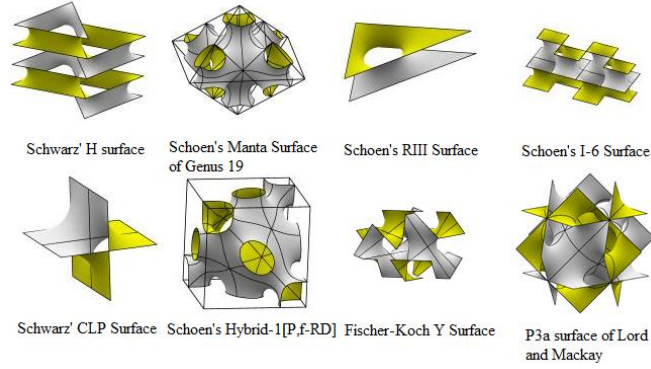 Schwarz' H surface
Schoen's Manta Surface
of Genus 19
Schoen's RIII Surface
Schoen's I-6 Surface
Schwarz' CLP Surface
Schoen's Hybrid-1[P,f-RD]
Fischer-Koch Y Surface
P3a surface of Lord
and Mackay